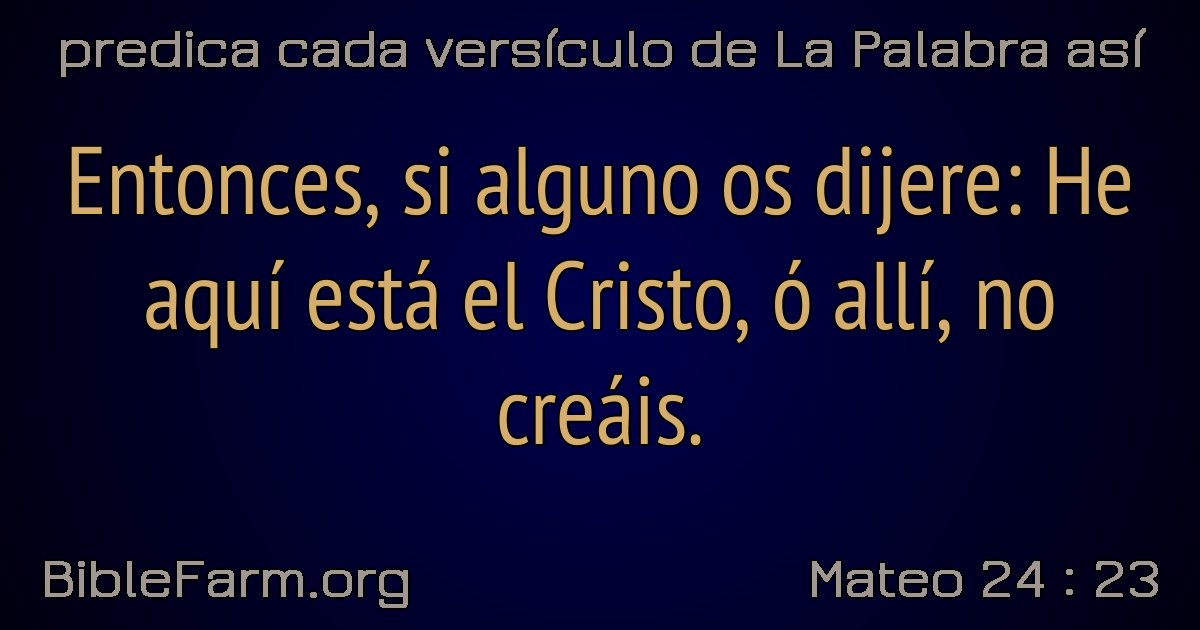 predica cada versículo de La Palabra así
Entonces, si alguno os dijere: He
aquí está el Cristo, ó allí, no
creáis.
BibleFarm.org
Mateo 24 : 23